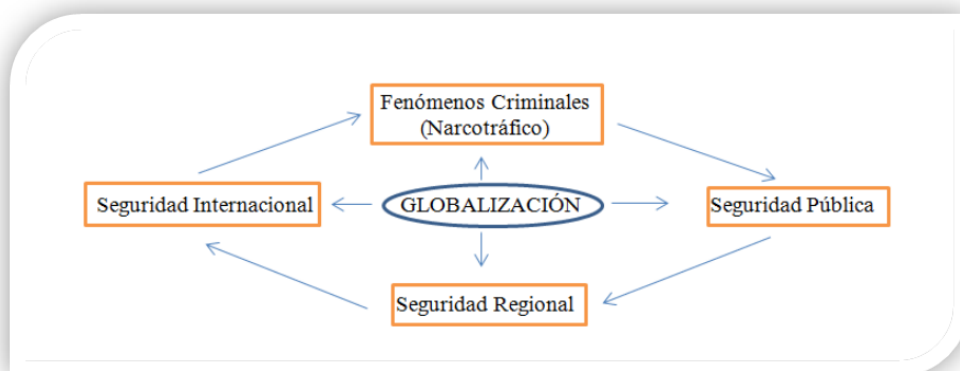 Fenómenos Criminales
(Narcotráfico)
Seguridad Internacional
GLOBALIZACIÓN
Seguridad Pública
Seguridad Regional